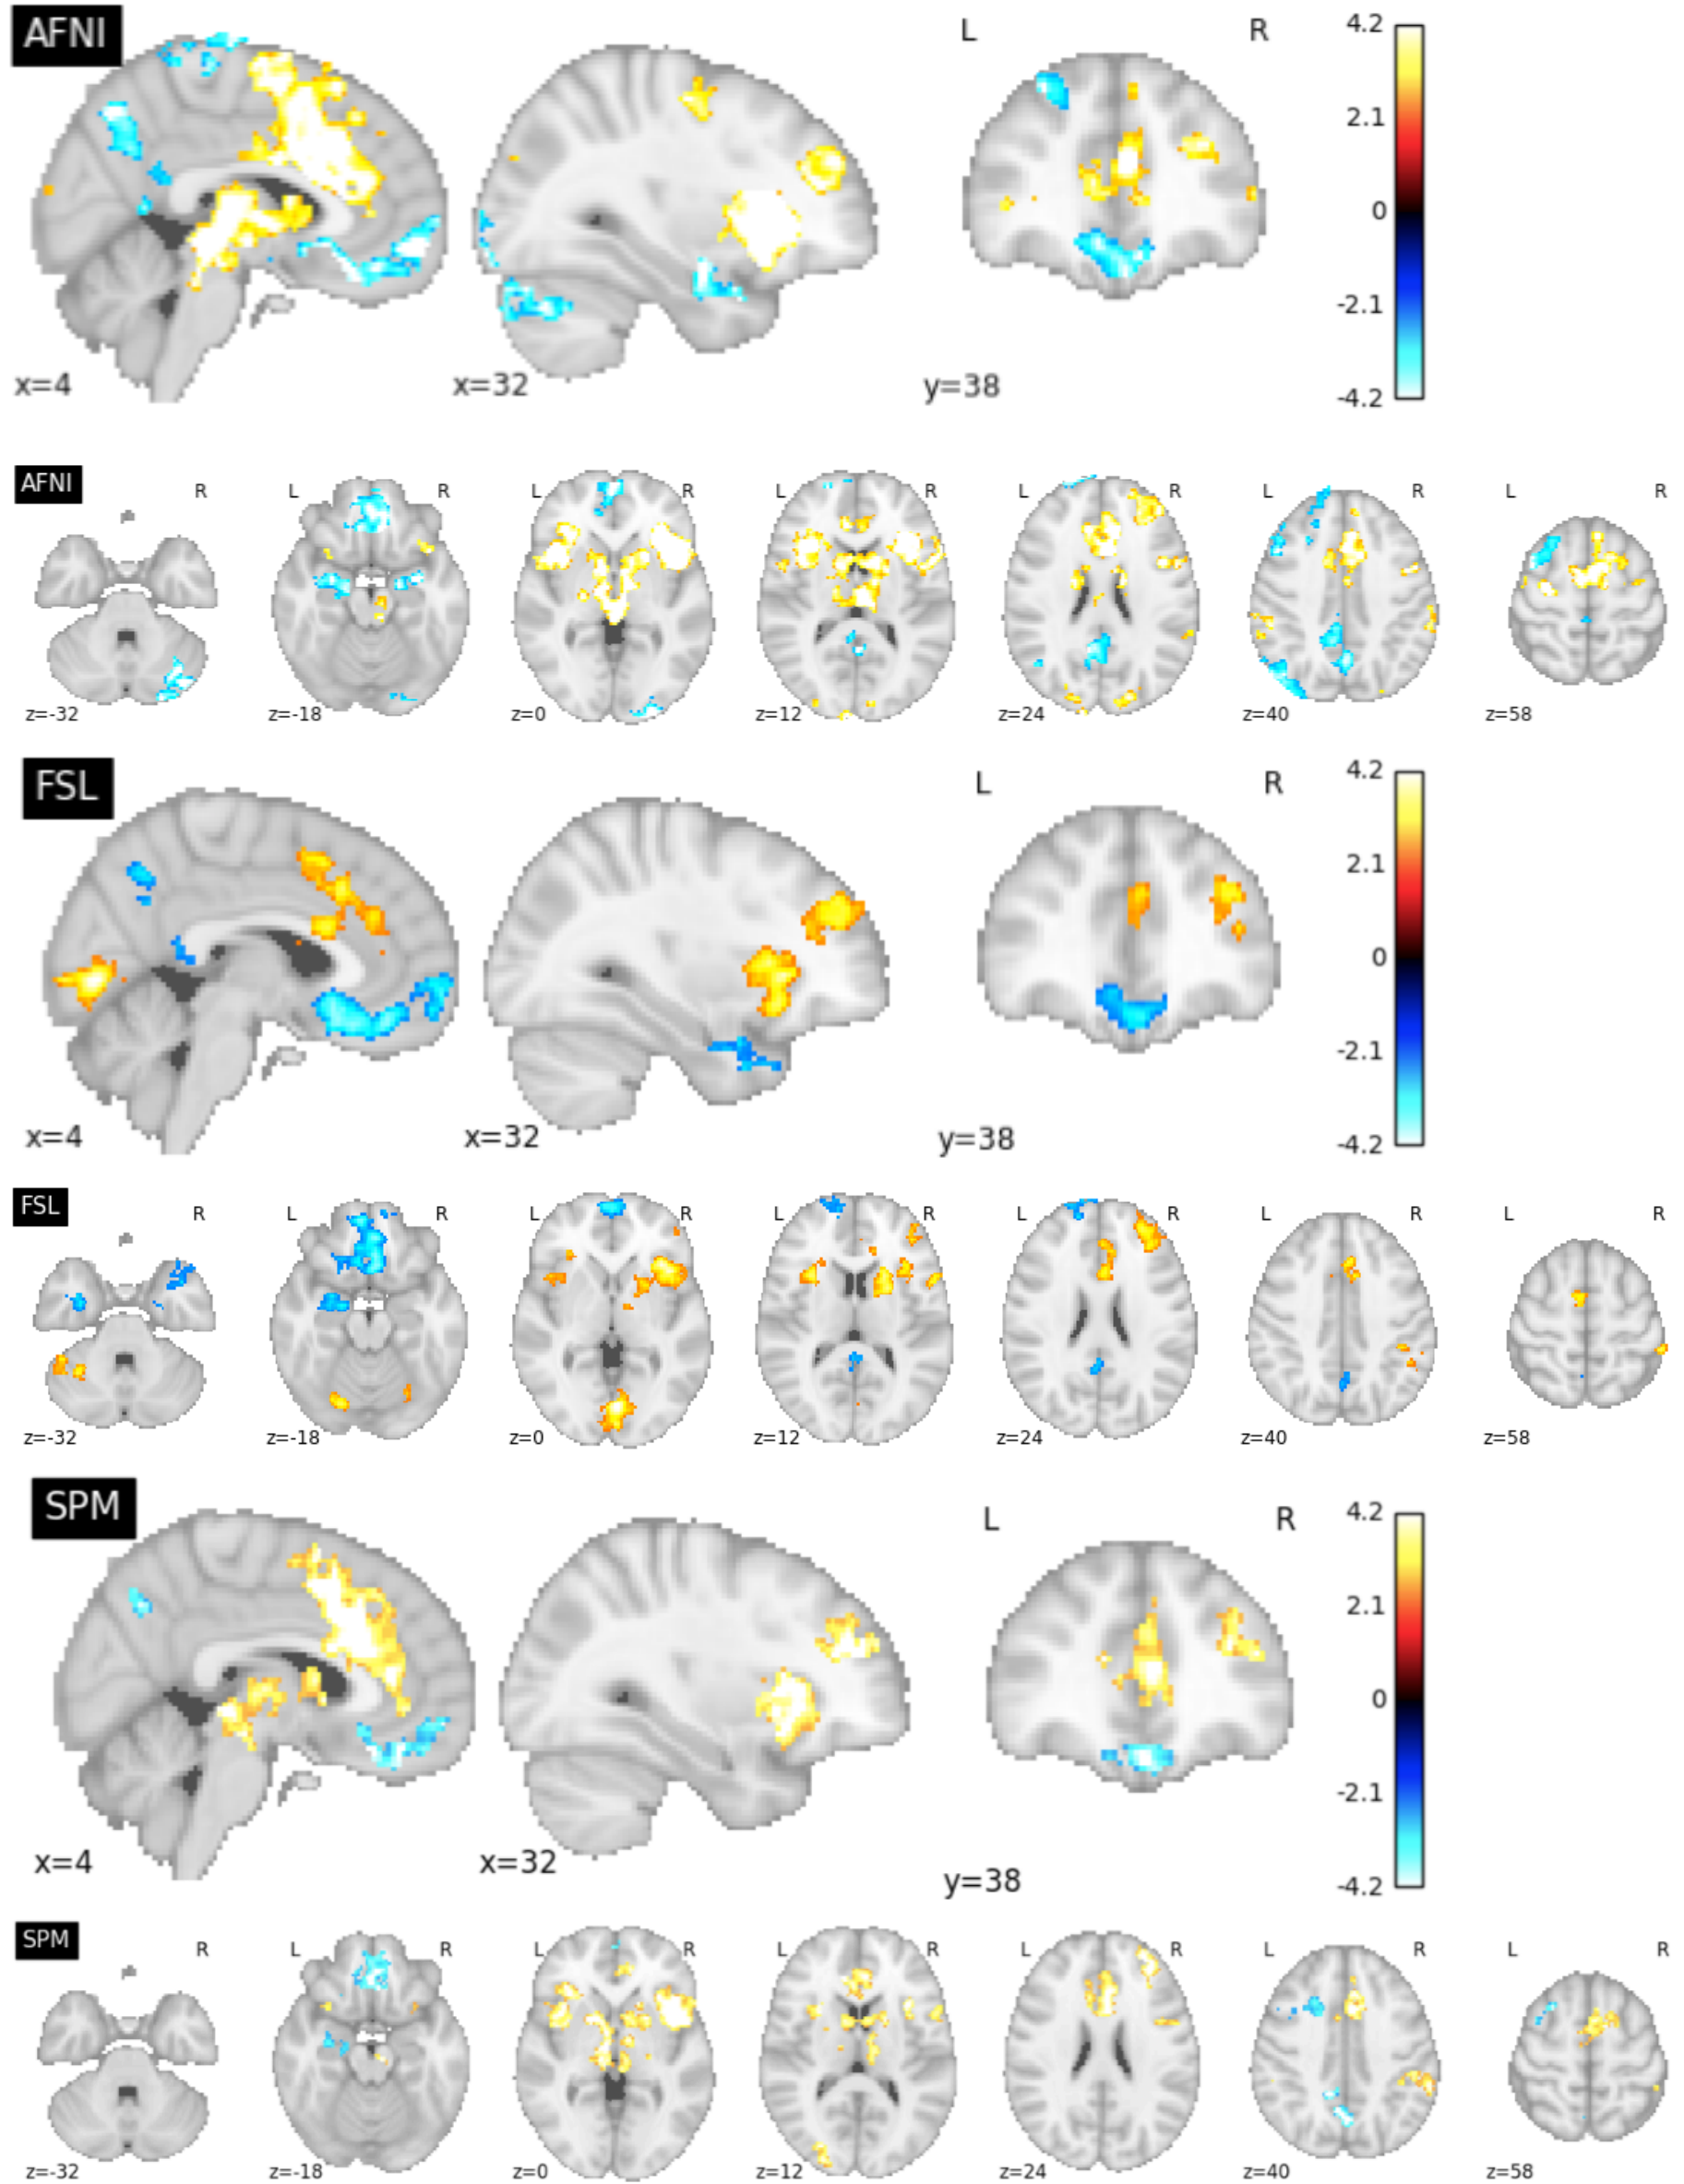 AFNI
L R
4.2
2.1
0
-2.1
-4.2
x=4 x=32 y=38
AFNI
R L R L R L R L R L R L R
z=-32 z=-18 z=0 z=12 z=24 z=40 z=58
FSL
L R
4.2
2.1
0
-2.1
-4.2
x=4 x=32 y=38
FSL
R L R L R L R L R L R L R
z=-32 z=-18 z=0 z=12 z=24 z=40 z=58
SPM
L R
4.2
2.1
0
-2.1
-4.2
x=4 x=32 y=38
SPM
R L R L R L R L R L R L R
z=-32 z=-18 z=0 z=12 z=24 z=40 z=58